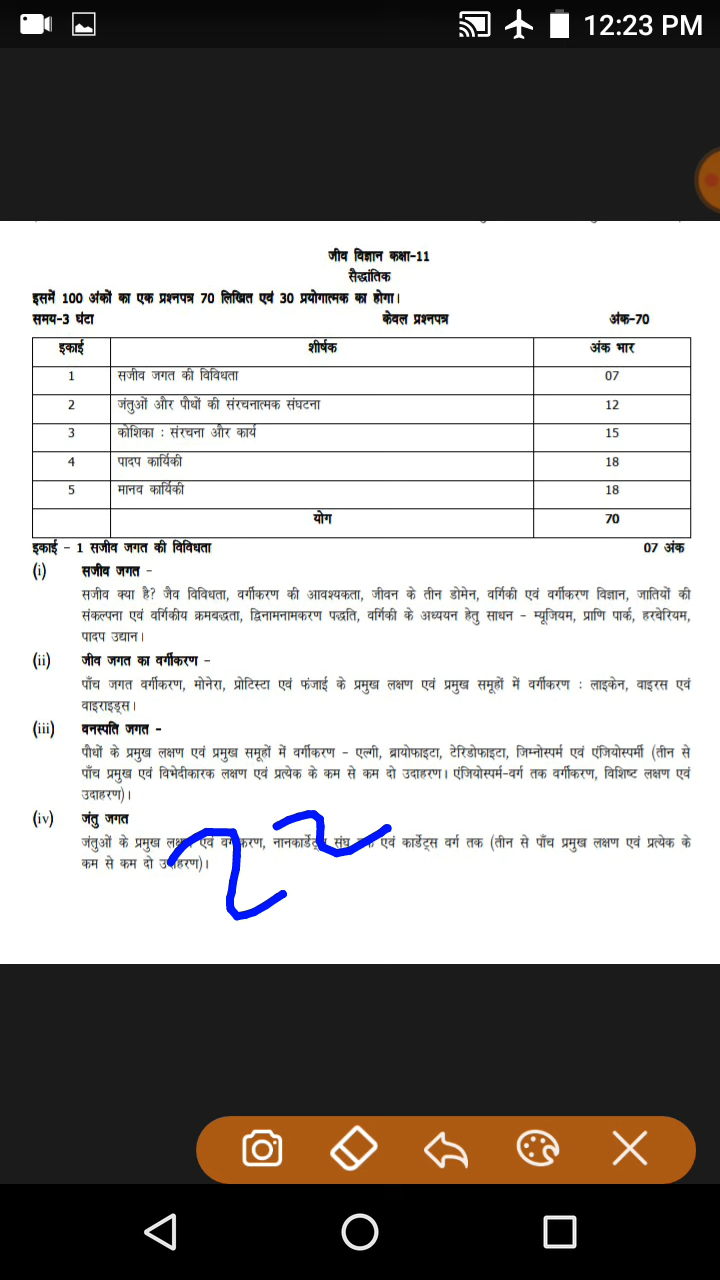 12:23 PM
जीव विज्ञान कक्षा-11
सैद्धांतिक
इसमें 100 अंकों का एक प्रश्नपत्र 70 लिखित एवं 30 प्रयोगात्मक का होगा।
समय-3 घंटा केवल प्रश्नपत्र अंक-70
इकाई शीर्षक अंक भार
1 सजीव जगत की विविधता 07
2 जंतुओं और पौधों की संरचनात्मक संघटना 12
3 कोशिका : संरचना और कार्य 15
4 पादप कार्यिकी 18
5 मानव कार्यिकी 18
योग 70
इकाई – 1 सजीव जगत की विविधता 07 अंक
(i) सजीव जगत –
सजीव क्या है? जैव विविधता, वर्गीकरण की आवश्यकता, जीवन के तीन डोमेन, वर्गिकी एवं वर्गीकरण विज्ञान, जातियों की
संकल्पना एवं वर्गिकीय क्रमबद्धता, द्विनामनामकरण पद्धति, वर्गिकी के अध्ययन हेतु साधन – म्यूजियम, प्राणि पार्क, हरबेरियम,
पादप उद्यान।
(ii) जीव जगत का वर्गीकरण –
पाँच जगत वर्गीकरण, मोनेरा, प्रोटिस्टा एवं फंजाई के प्रमुख लक्षण एवं प्रमुख समूहों में वर्गीकरण : लाइकेन, वाइरस एवं
वाइराइड्स।
(iii) वनस्पति जगत –
पौधों के प्रमुख लक्षण एवं प्रमुख समूहों में वर्गीकरण – एल्गी, ब्रायोफाइटा, टेरिडोफाइटा, जिम्नोस्पर्म एवं एंजियोस्पर्मी (तीन से
पाँच प्रमुख एवं विभेदीकारक लक्षण एवं प्रत्येक के कम से कम दो उदाहरण। एंजियोस्पर्म-वर्ग तक वर्गीकरण, विशिष्ट लक्षण एवं
उदाहरण)।
(iv) जंतु जगत
जंतुओं के प्रमुख लक्षण एवं वर्गीकरण, नानकार्डेट्स संघ तक एवं कार्डेट्स वर्ग तक (तीन से पाँच प्रमुख लक्षण एवं प्रत्येक के
कम से कम दो उदाहरण)।